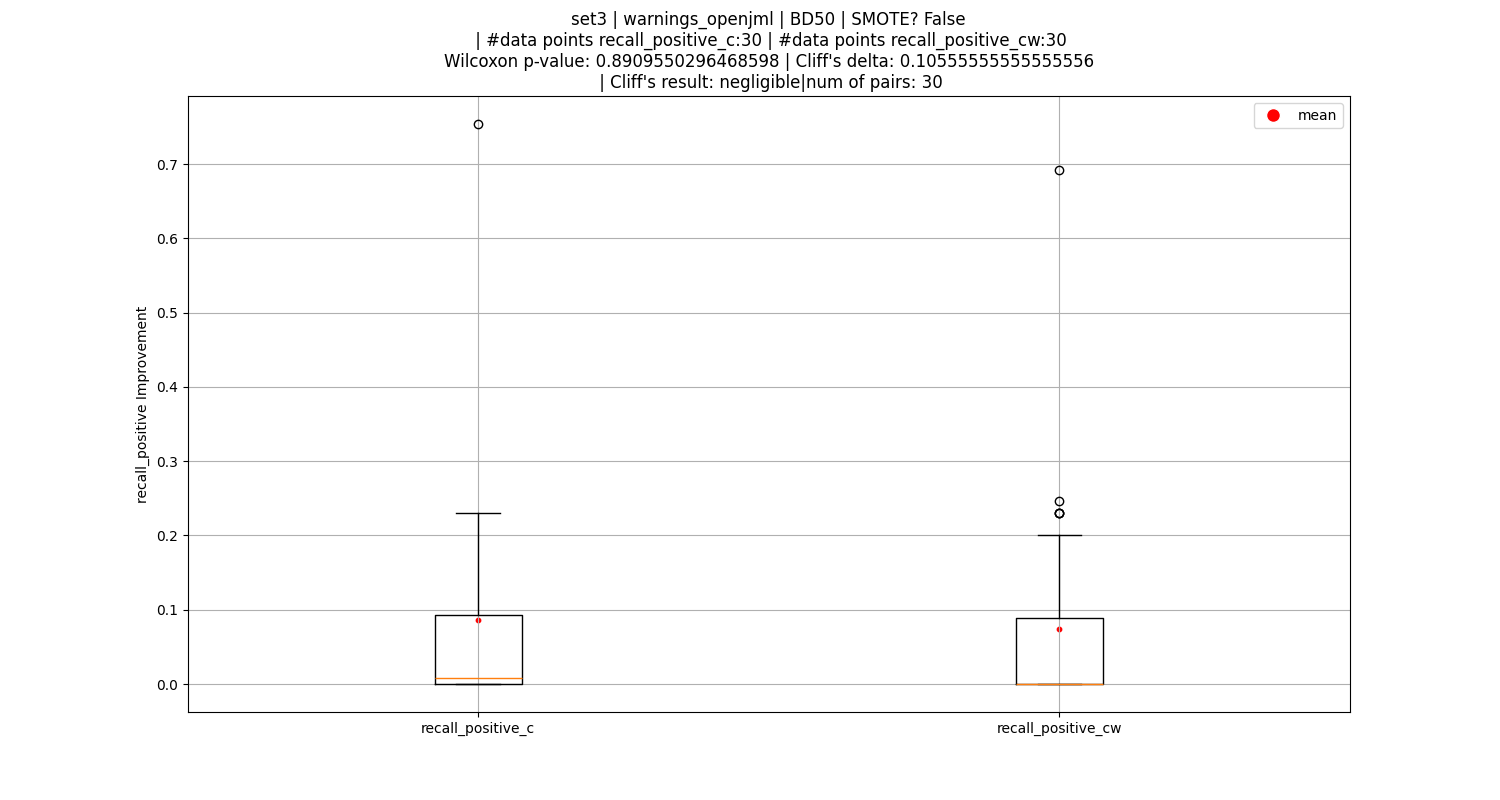 set3 | warnings_openjml | BD50 | SMOTE? False
| #data points recall_positive_c:30 | #data points recall_positive_cw:30
Wilcoxon p-value: 0.8909550296468598 | Cliff's delta: 0.10555555555555556
| Cliff's result: negligible|num of pairs: 30
mean
0.7
0.6
0.5
0.4
0.3
0.2
0.1
0.0
recall_positive Improvement
recall_positive_c
recall_positive_cw